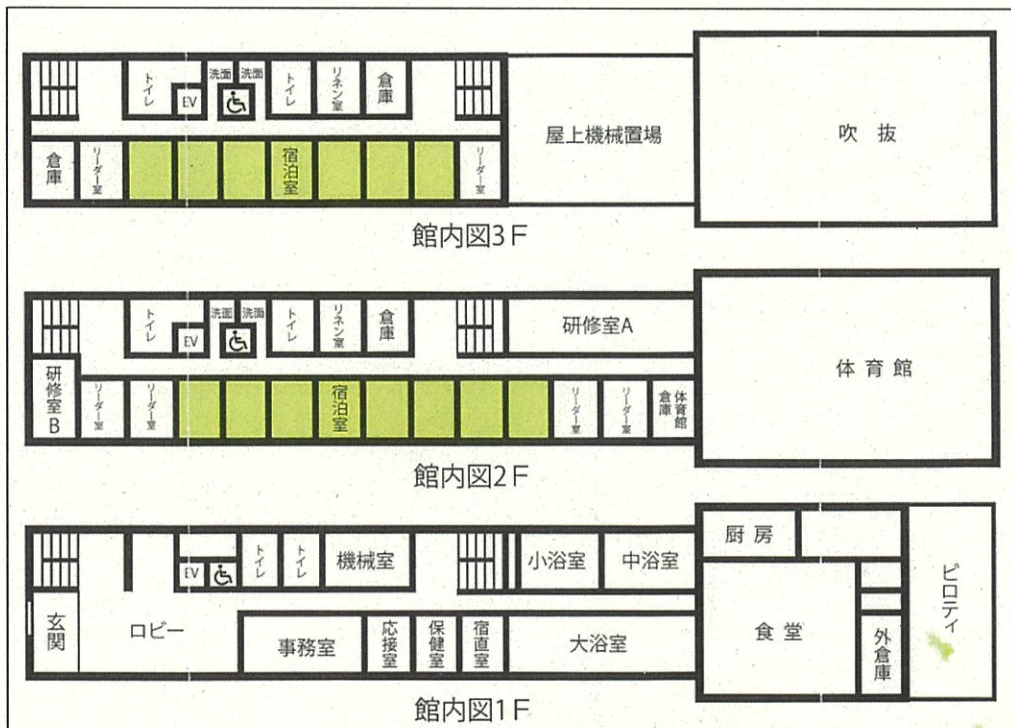 トイレ
洗面
洗面
EV
トイレ
リネン室
倉庫
倉庫
リーダー室
宿泊室
リーダー室
屋上機械置場
吹抜
館内図3F
トイレ
洗面
洗面
EV
トイレ
リネン室
倉庫
研修室A
研修室B
リーダー室
リーダー室
宿泊室
リーダー室
リーダー室
体育館
倉庫
体育館
館内図2F
EV
トイレ
トイレ
機械室
小浴室
中浴室
厨房
玄関
ロビー
事務室
応接室
保健室
宿直室
大浴室
食堂
外倉庫
ピロティ
館内図1F